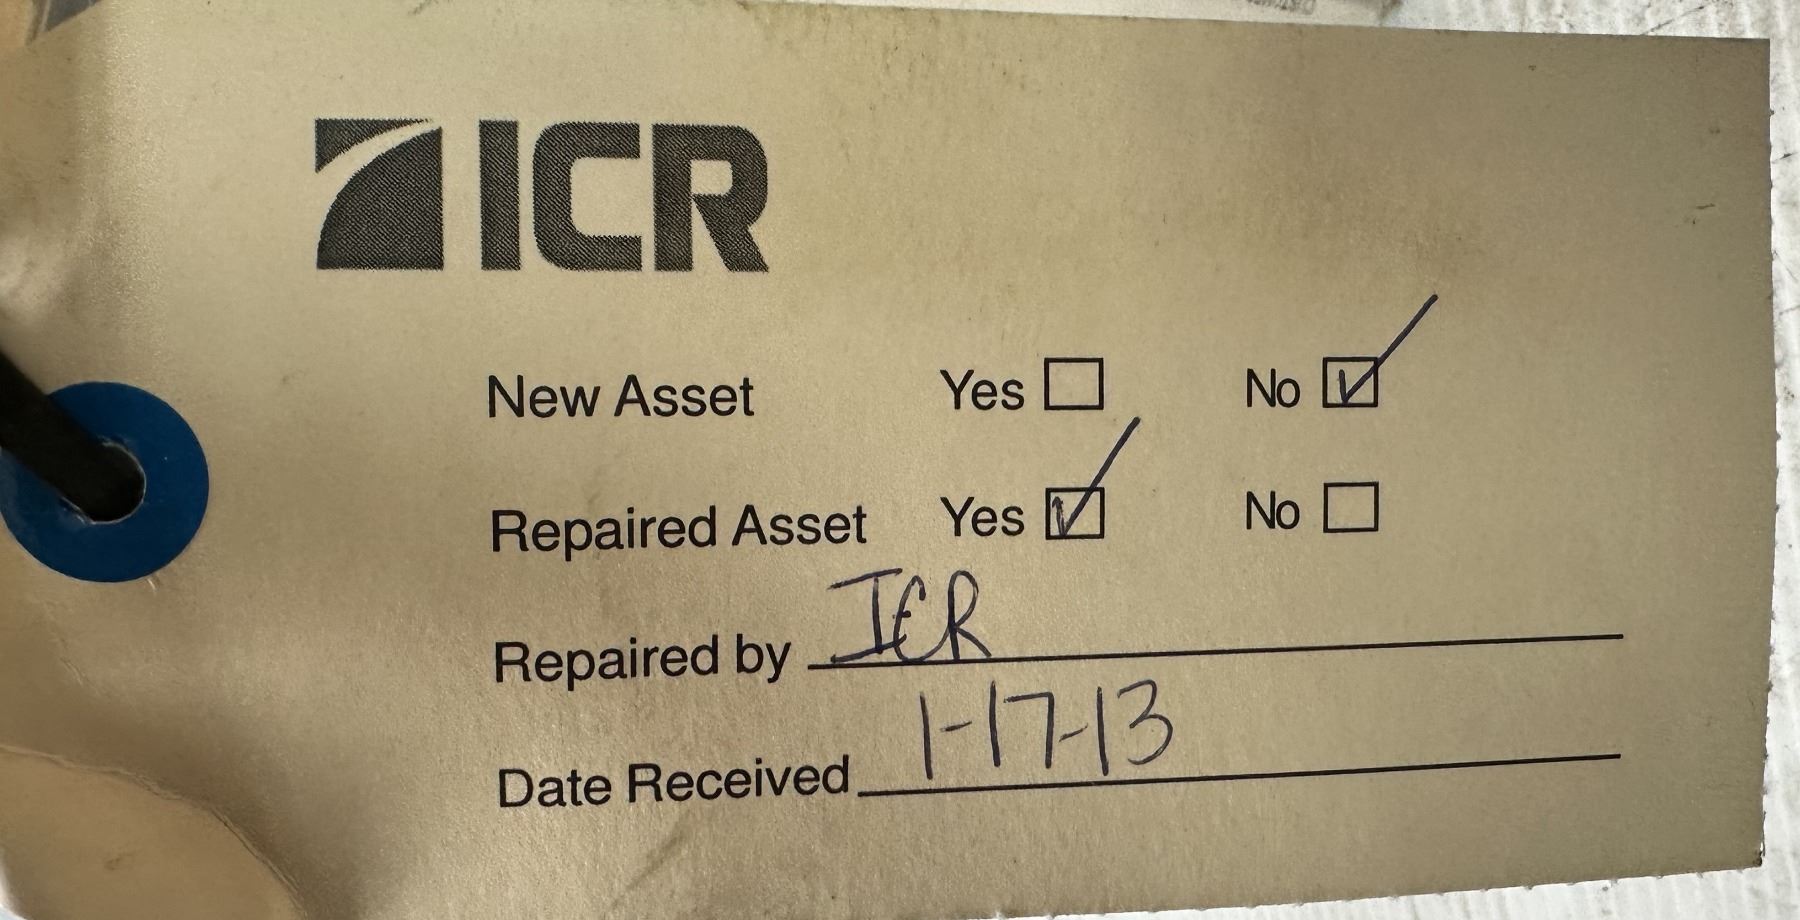 ICR
New Asset Yes ☐ No ☑
Repaired Asset Yes ☑ No ☐
Repaired by ICR
Date Received 1-17-13